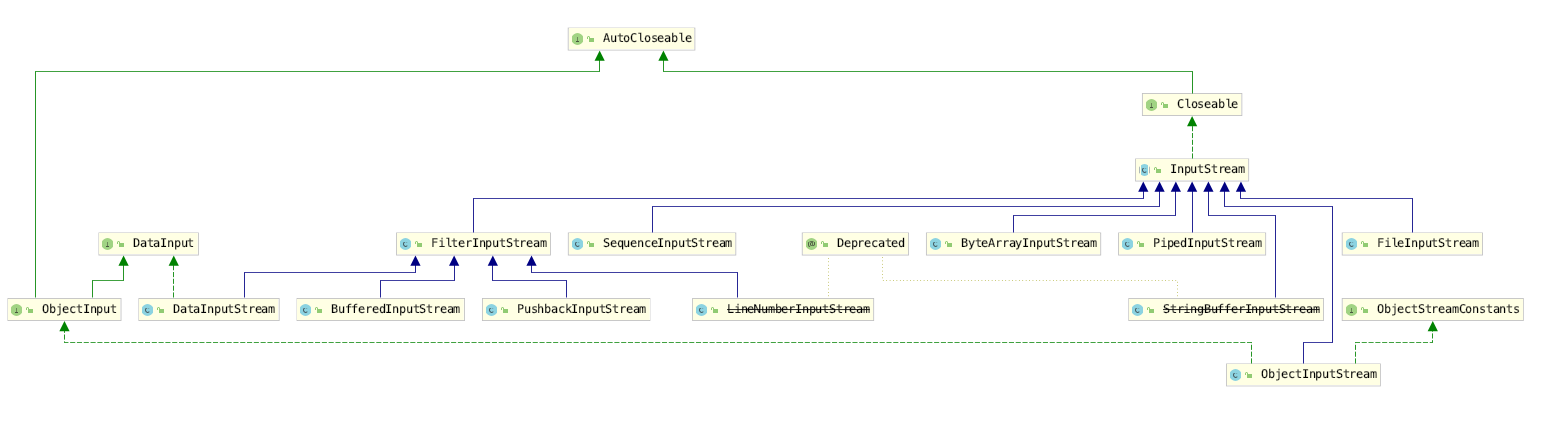 AutoCloseable
Closeable
InputStream
DataInput
FilterInputStream
SequenceInputStream
Deprecated
ByteArrayInputStream
PipedInputStream
FileInputStream
ObjectInput
DataInputStream
BufferedInputStream
PushbackInputStream
LineNumberInputStream
StringBufferInputStream
ObjectStreamConstants
ObjectInputStream